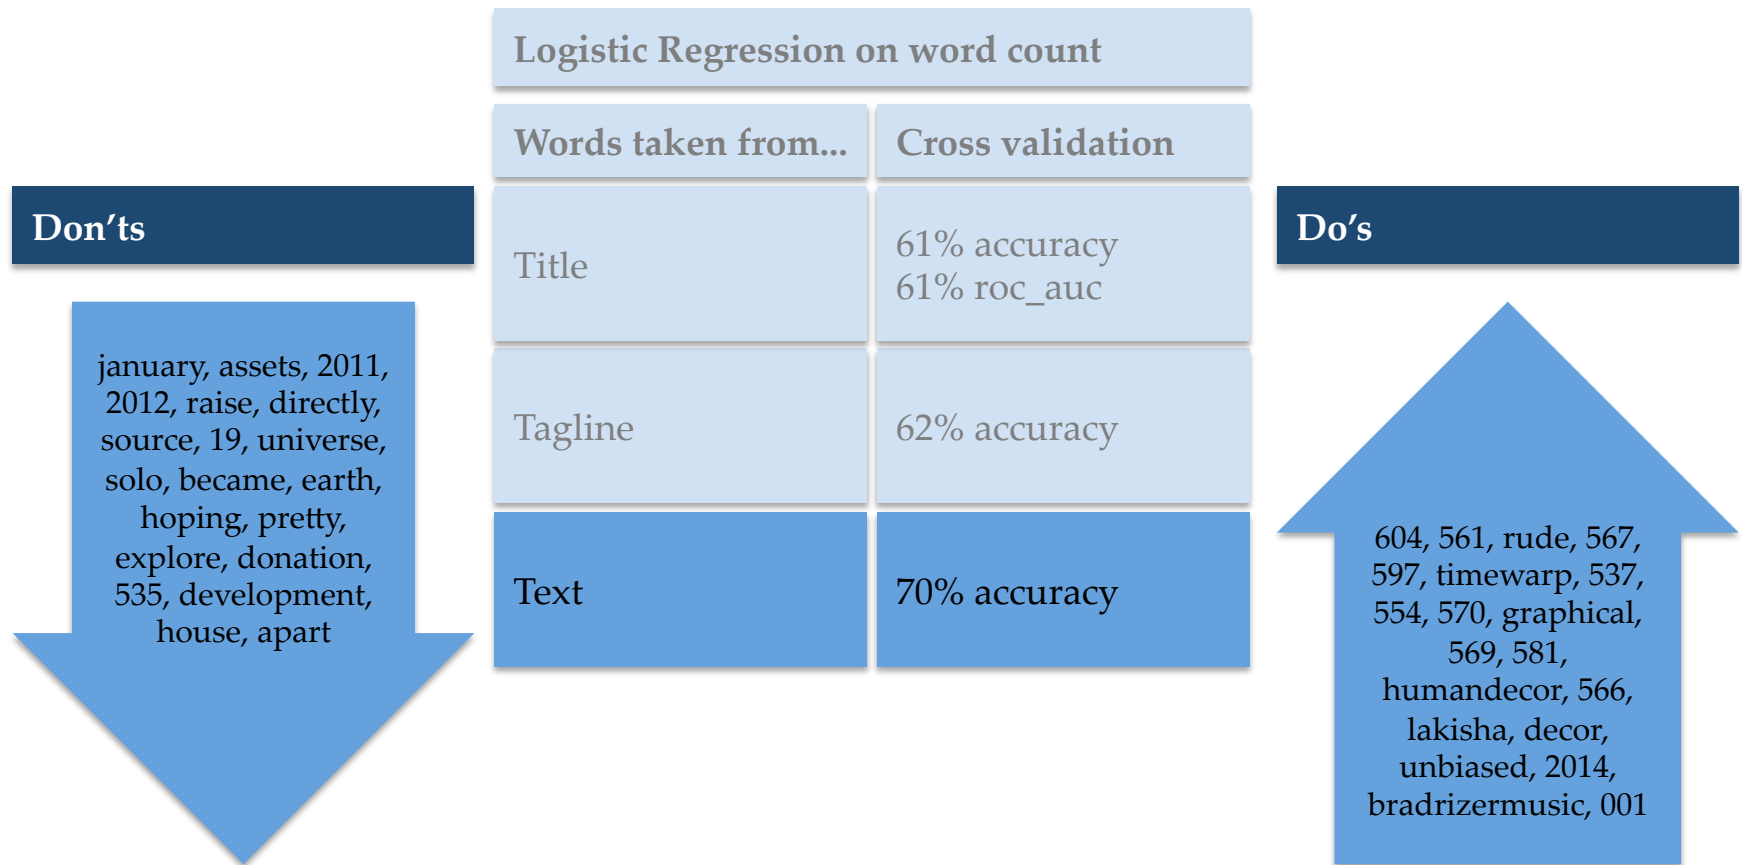 Logistic Regression on word count
Words taken from...
Cross validation
Title
61% accuracy
61% roc_auc
Tagline
62% accuracy
Text
70% accuracy
Don’ts
january, assets, 2011,
2012, raise, directly,
source, 19, universe,
solo, became, earth,
hoping, pretty,
explore, donation,
535, development,
house, apart
Do’s
604, 561, rude, 567,
597, timewarp, 537,
554, 570, graphical,
569, 581,
humandecor, 566,
lakisha, decor,
unbiased, 2014,
bradrizermusic, 001